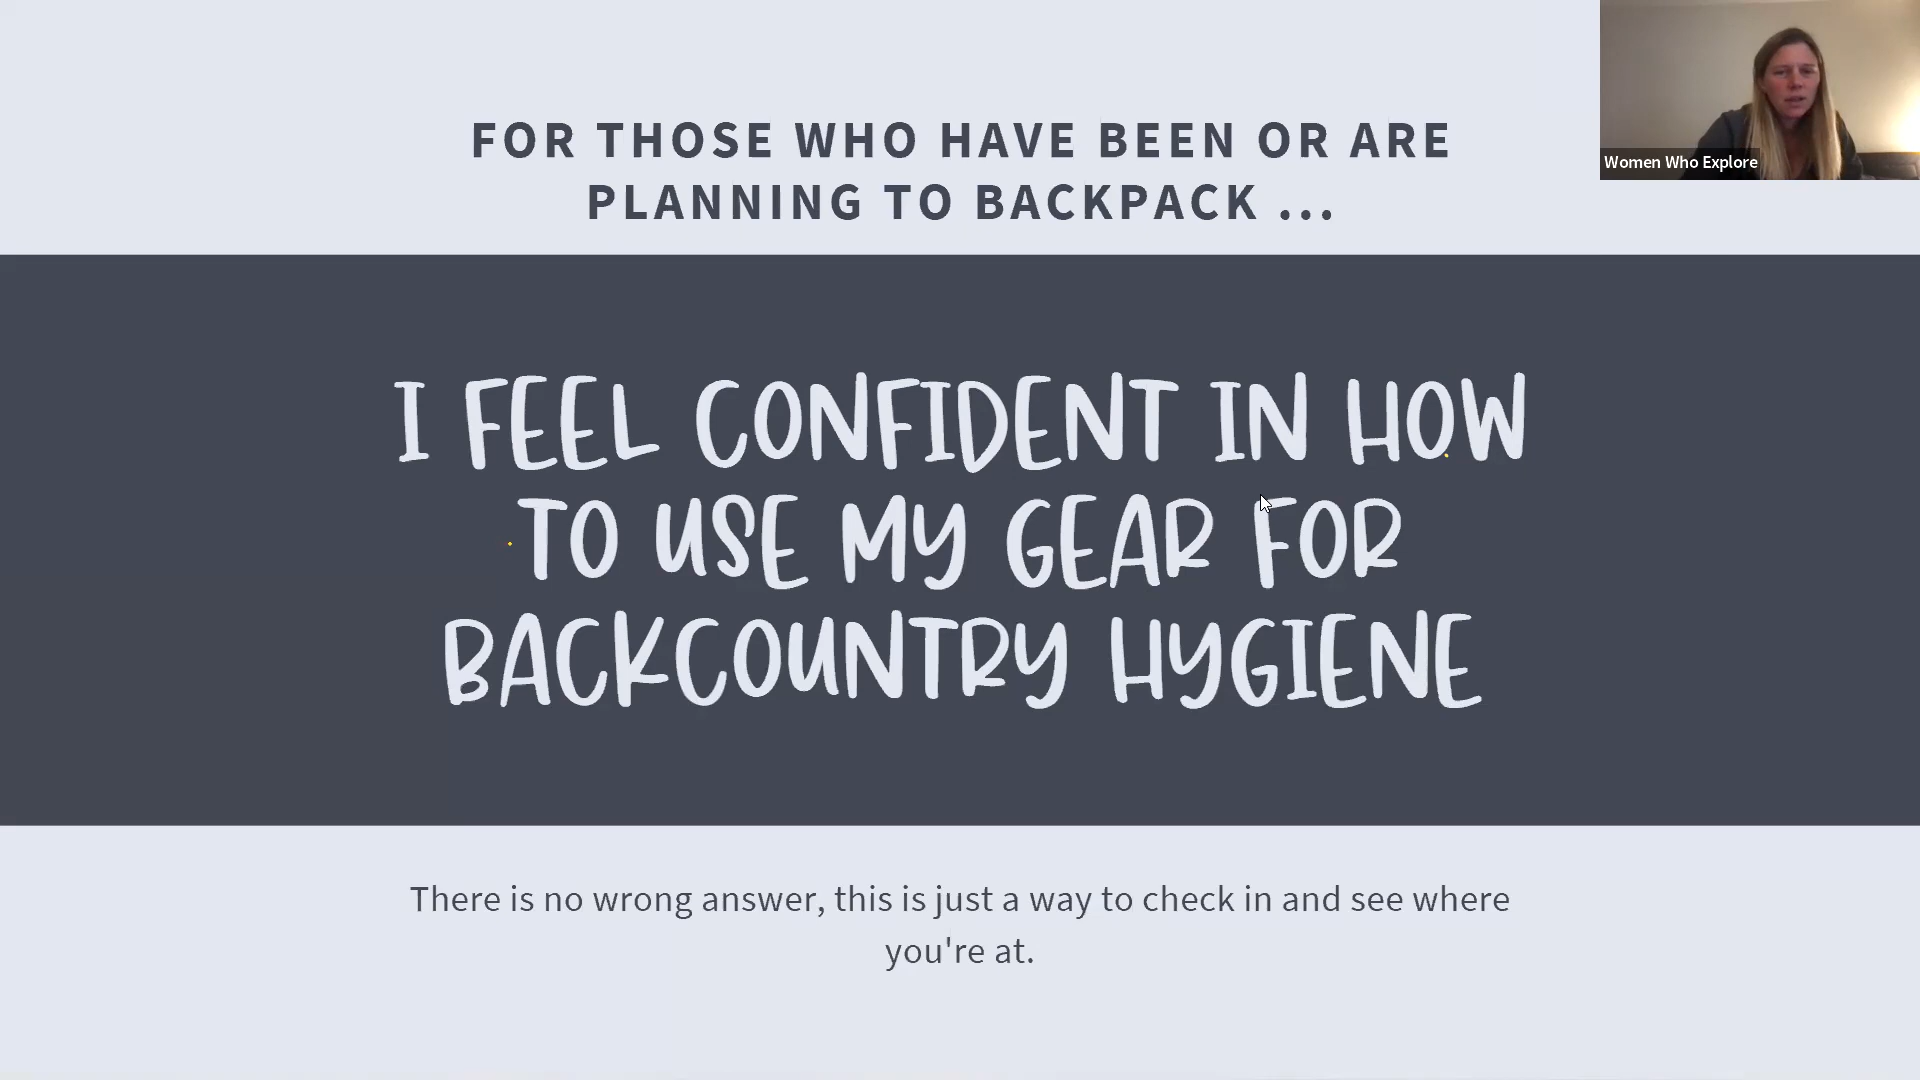 FOR THOSE WHO HAVE BEEN OR ARE
PLANNING TO BACKPACK ...
Women Who Explore
I FEEL CONFIDENT IN HOW
TO USE MY GEAR FOR
BACKCOUNTRY HYGIENE
There is no wrong answer, this is just a way to check in and see where
you're at.